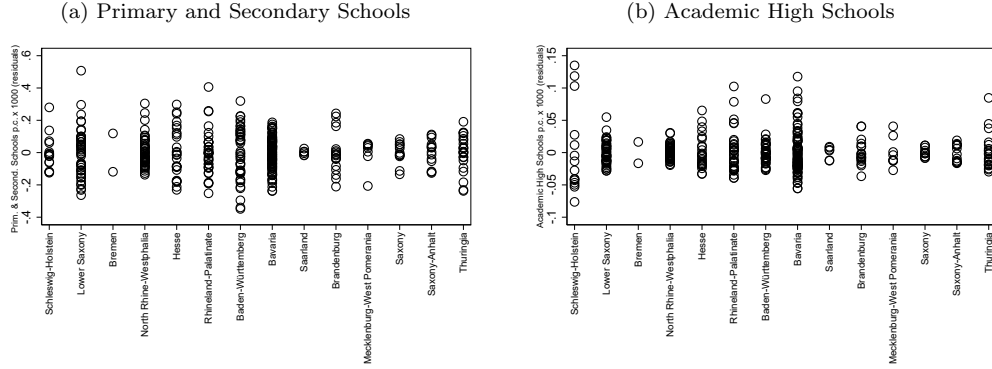 (a) Primary and Secondary Schools
Prim. & Second. Schools p.c. x 1000 (residuals)
.6
.4
.2
0
-.2
-.4
Schleswig-Holstein
Lower Saxony
Bremen
North Rhine-Westphalia
Hesse
Rhineland-Palatinate
Baden-Württemberg
Bavaria
Saarland
Brandenburg
Mecklenburg-West Pomerania
Saxony
Saxony-Anhalt
Thuringia
(b) Academic High Schools
Academic High Schools p.c. x 1000 (residuals)
.15
.1
.05
0
-.05
-.1
Schleswig-Holstein
Lower Saxony
Bremen
North Rhine-Westphalia
Hesse
Rhineland-Palatinate
Baden-Württemberg
Bavaria
Saarland
Brandenburg
Mecklenburg-West Pomerania
Saxony
Saxony-Anhalt
Thuringia